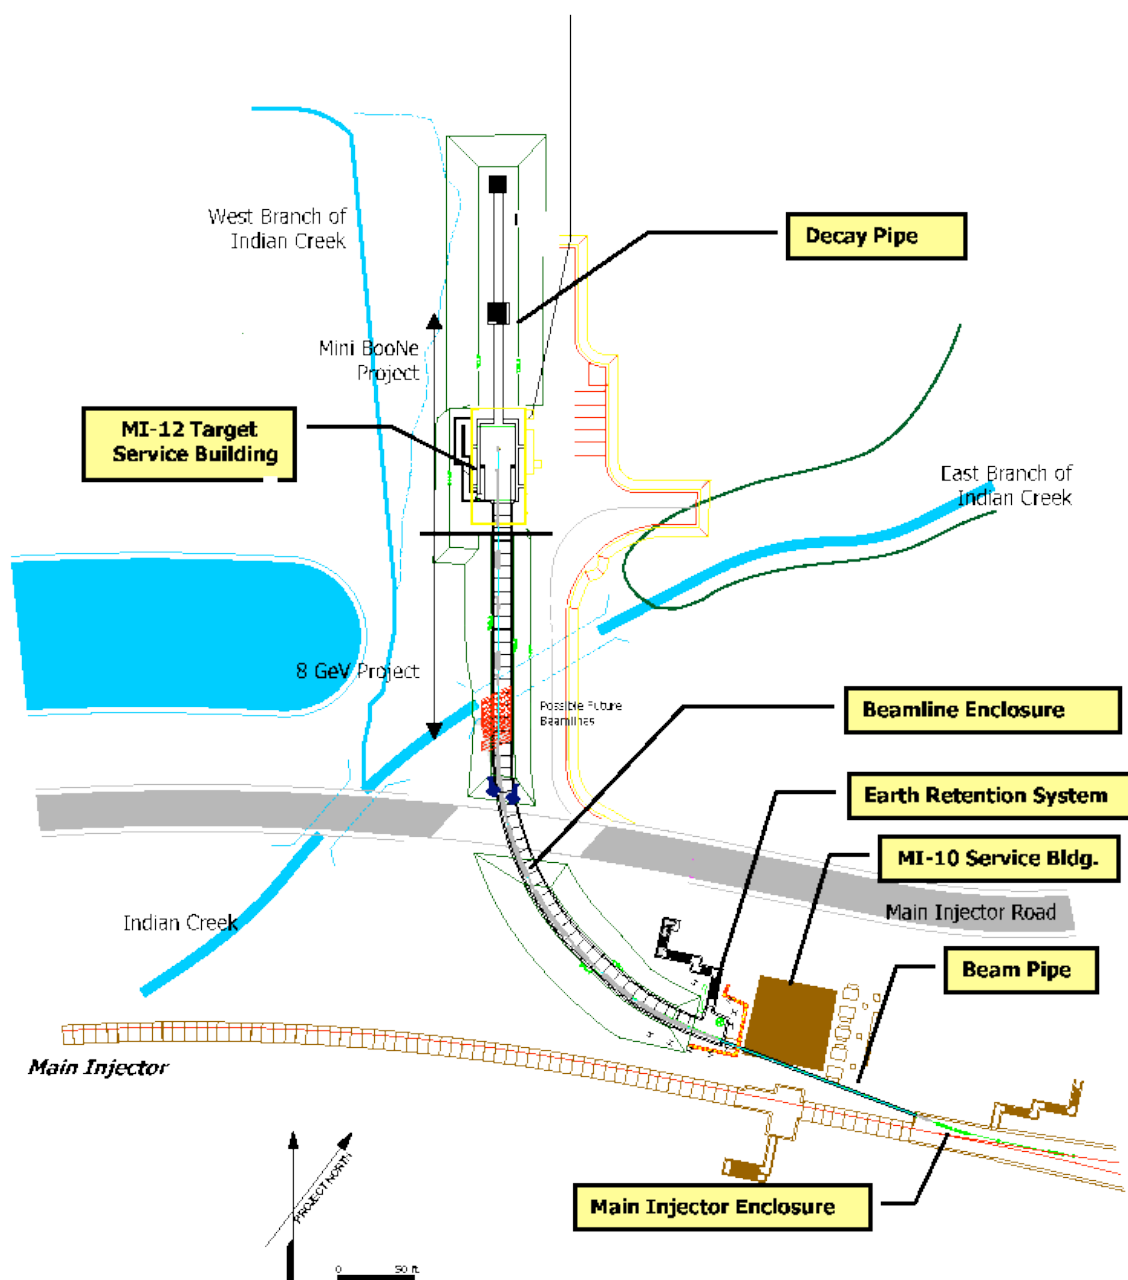 West Branch of
Indian Creek
Decay Pipe
Mini BooNe
Project
MI-12 Target
Service Building
East Branch of
Indian Creek
8 GeV Project
Possible Future
Beamlines
Beamline Enclosure
Earth Retention System
MI-10 Service Bldg.
Main Injector Road
Indian Creek
Beam Pipe
Main Injector
PROJECT NORTH
Main Injector Enclosure
0 50 ft.